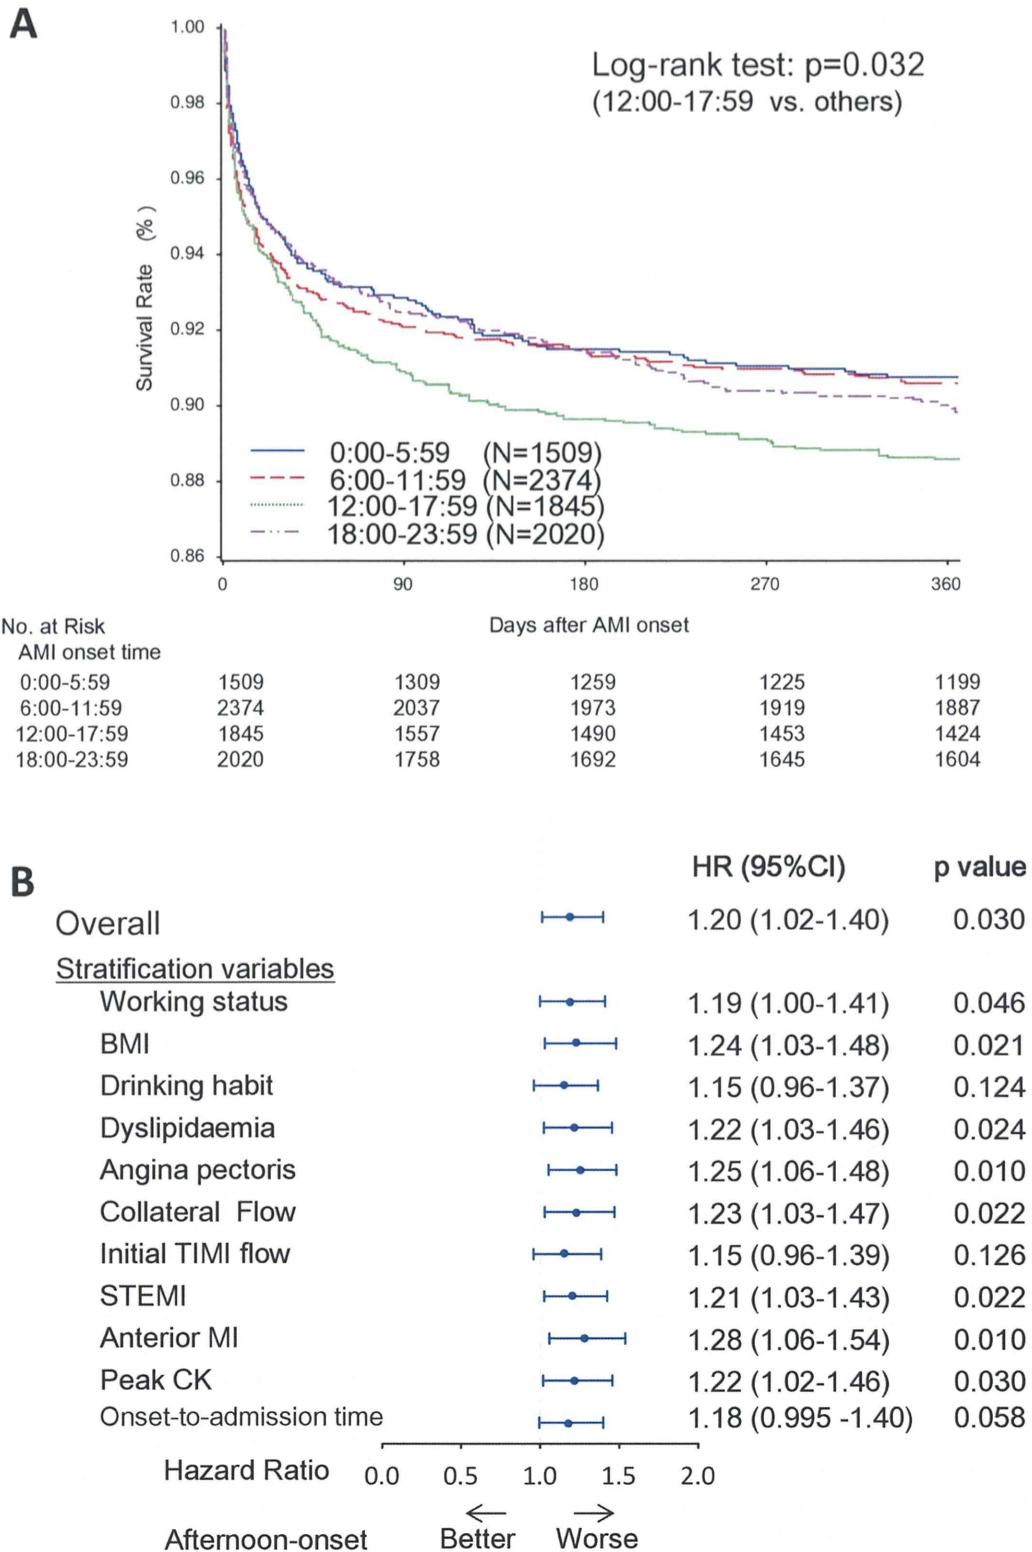 A
1.00
0.98
0.96
0.94
0.92
0.90
0.88
0.86
Survival Rate (%)
Log-rank test: p=0.032
(12:00-17:59 vs. others)
0:00-5:59 (N=1509)
6:00-11:59 (N=2374)
12:00-17:59 (N=1845)
18:00-23:59 (N=2020)
0 90 180 270 360
Days after AMI onset
No. at Risk
AMI onset time
0:00-5:59 1509 1309 1259 1225 1199
6:00-11:59 2374 2037 1973 1919 1887
12:00-17:59 1845 1557 1490 1453 1424
18:00-23:59 2020 1758 1692 1645 1604
B
HR (95%CI) p value
Overall 1.20 (1.02-1.40) 0.030
Stratification variables
Working status 1.19 (1.00-1.41) 0.046
BMI 1.24 (1.03-1.48) 0.021
Drinking habit 1.15 (0.96-1.37) 0.124
Dyslipidaemia 1.22 (1.03-1.46) 0.024
Angina pectoris 1.25 (1.06-1.48) 0.010
Collateral Flow 1.23 (1.03-1.47) 0.022
Initial TIMI flow 1.15 (0.96-1.39) 0.126
STEMI 1.21 (1.03-1.43) 0.022
Anterior MI 1.28 (1.06-1.54) 0.010
Peak CK 1.22 (1.02-1.46) 0.030
Onset-to-admission time 1.18 (0.995 -1.40) 0.058
Hazard Ratio 0.0 0.5 1.0 1.5 2.0
Afternoon-onset Better Worse